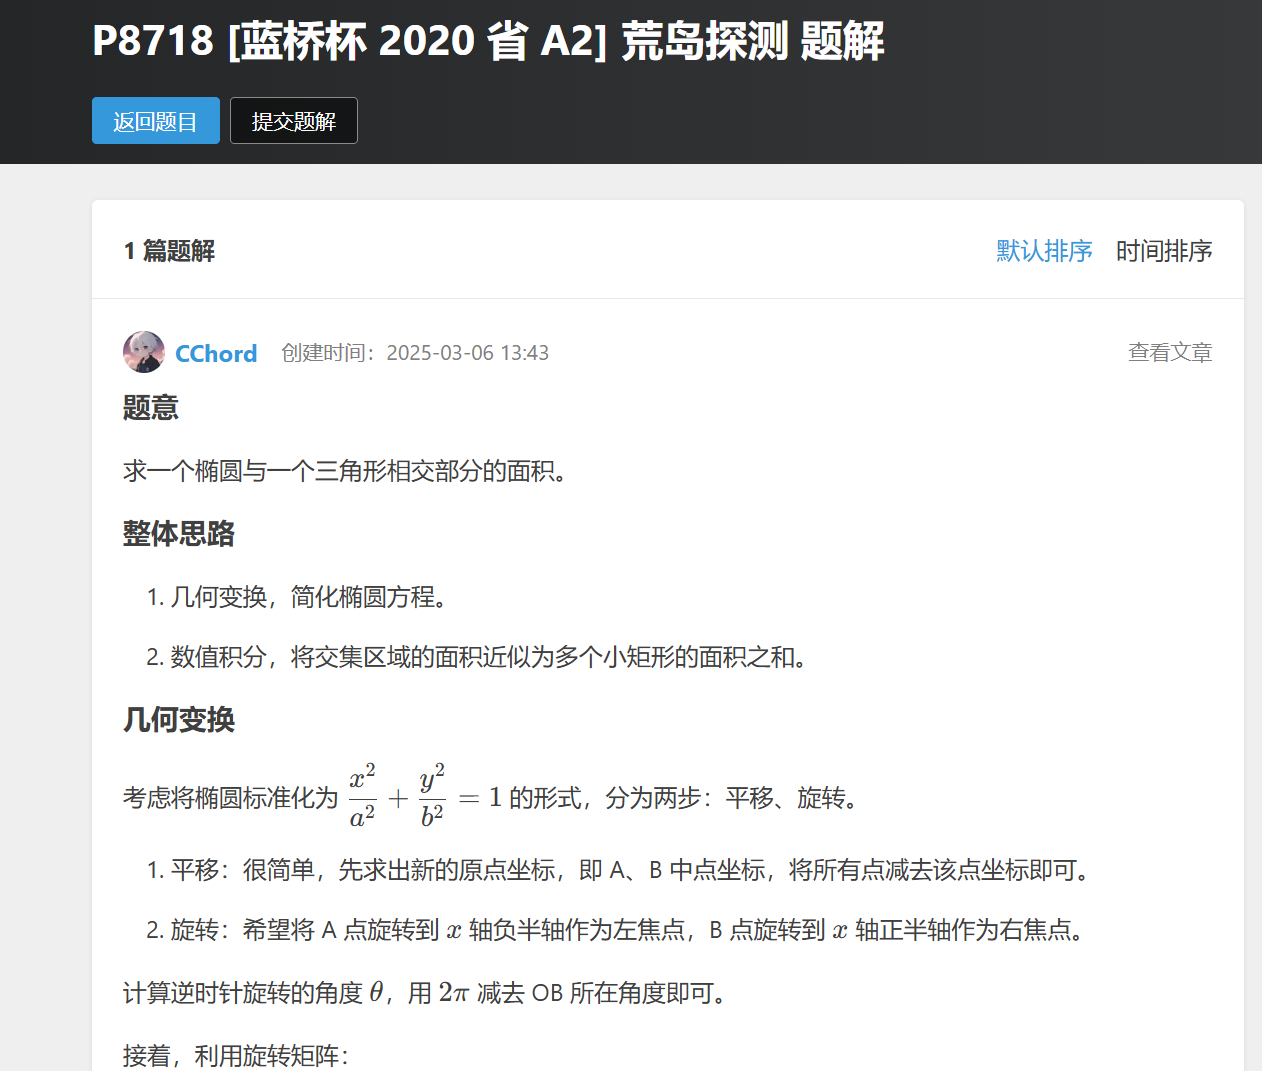 P8718 [蓝桥杯 2020 省 A2] 荒岛探测 题解
返回题目 提交题解
1 篇题解 默认排序 时间排序
CChord 创建时间：2025-03-06 13:43 查看文章
题意
求一个椭圆与一个三角形相交部分的面积。
整体思路
1. 几何变换，简化椭圆方程。
2. 数值积分，将交集区域的面积近似为多个小矩形的面积之和。
几何变换
考虑将椭圆标准化为 x²/a² + y²/b² = 1 的形式，分为两步：平移、旋转。
1. 平移：很简单，先求出新的原点坐标，即 A、B 中点坐标，将所有点减去该点坐标即可。
2. 旋转：希望将 A 点旋转到 x 轴负半轴作为左焦点，B 点旋转到 x 轴正半轴作为右焦点。
计算逆时针旋转的角度 θ，用 2π 减去 OB 所在角度即可。
接着，利用旋转矩阵：